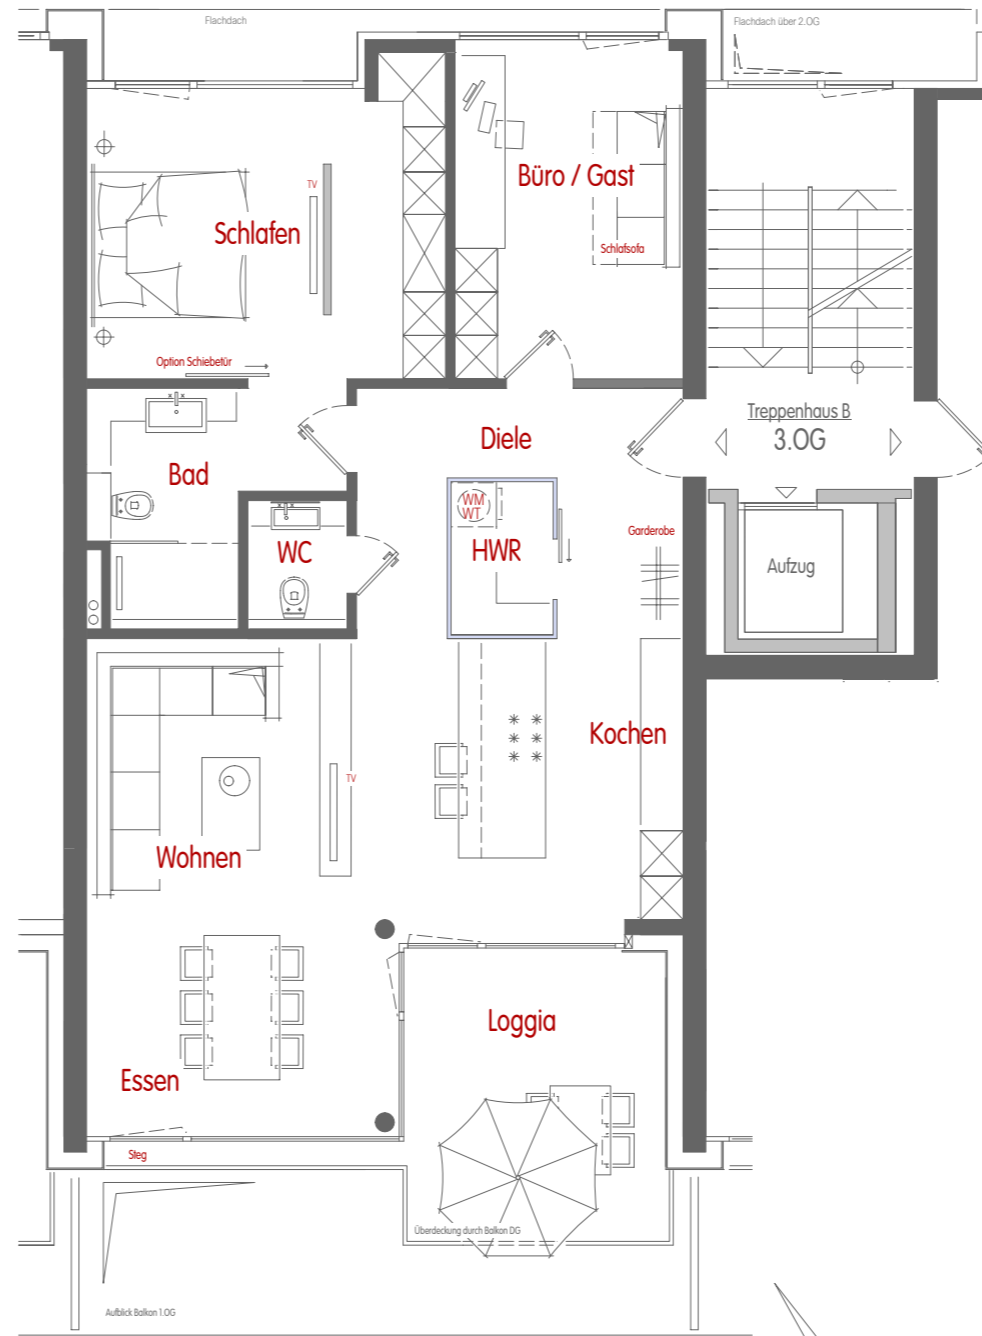 Flachdach
Flachdach über 2.OG
Büro / Gast
TV
Schlafen
Schlafsofa
Option Schiebetür
Treppenhaus B
3.OG
Diele
Bad
WM
WT
Garderobe
WC
HWR
Aufzug
Kochen
TV
Wohnen
Loggia
Essen
Steg
Überdeckung durch Balkon DG
Aufblick Balkon 1.OG